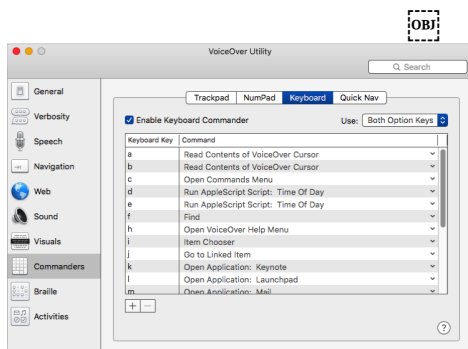 OBJ
VoiceOver Utility
Search
General
Verbosity
Speech
Navigation
Web
Sound
Visuals
Commanders
Braille
Activities
Trackpad NumPad Keyboard Quick Nav
Enable Keyboard Commander Use: Both Option Keys
Keyboard Key Command
a Read Contents of VoiceOver Cursor
b Read Contents of VoiceOver Cursor
c Open Commands Menu
d Run AppleScript Script: Time Of Day
e Run AppleScript Script: Time Of Day
f Find
h Open VoiceOver Help Menu
i Item Chooser
j Go to Linked Item
k Open Application: Keynote
l Open Application: Launchpad
m Open Application: Mail
+ −
?